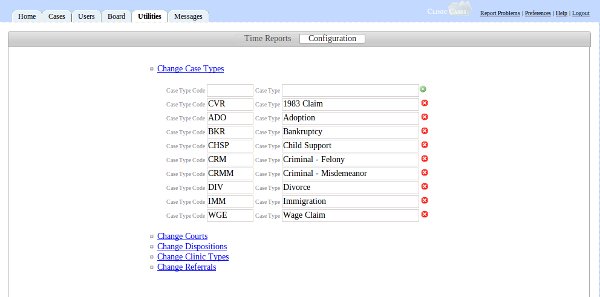 Home Cases Users Board Utilities Messages
CLINIC CASES
Report Problems | Preferences | Help | Logout
Time Reports Configuration
Change Case Types
Case Type Code Case Type
Case Type Code CVR Case Type 1983 Claim
Case Type Code ADO Case Type Adoption
Case Type Code BKR Case Type Bankruptcy
Case Type Code CHSP Case Type Child Support
Case Type Code CRM Case Type Criminal - Felony
Case Type Code CRMM Case Type Criminal - Misdemeanor
Case Type Code DIV Case Type Divorce
Case Type Code IMM Case Type Immigration
Case Type Code WGE Case Type Wage Claim
Change Courts
Change Dispositions
Change Clinic Types
Change Referrals